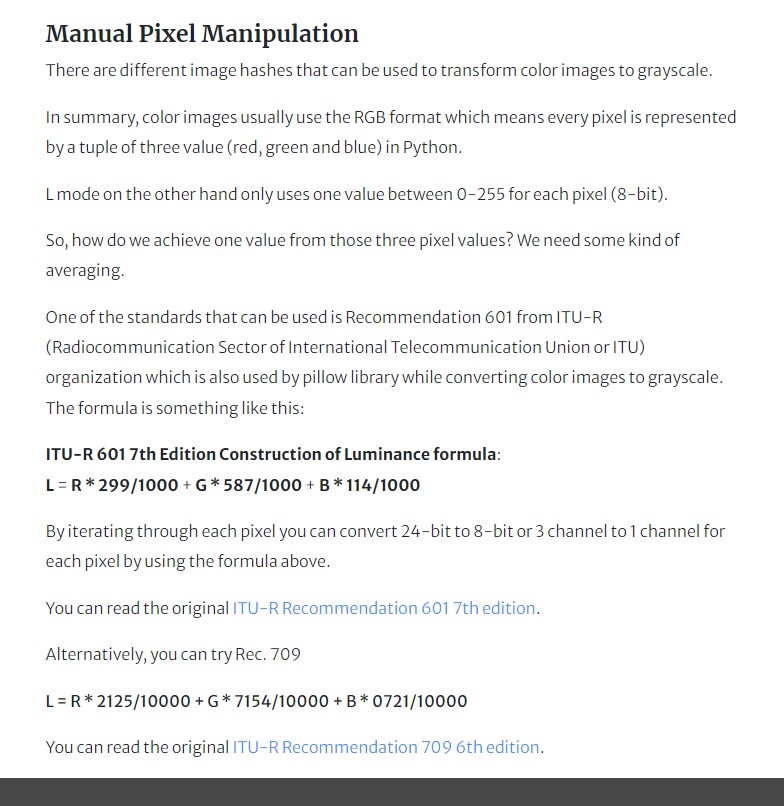 Manual Pixel Manipulation
There are different image hashes that can be used to transform color images to grayscale.
In summary, color images usually use the RGB format which means every pixel is represented
by a tuple of three value (red, green and blue) in Python.
L mode on the other hand only uses one value between 0-255 for each pixel (8-bit).
So, how do we achieve one value from those three pixel values? We need some kind of
averaging.
One of the standards that can be used is Recommendation 601 from ITU-R
(Radiocommunication Sector of International Telecommunication Union or ITU)
organization which is also used by pillow library while converting color images to grayscale.
The formula is something like this:
ITU-R 601 7th Edition Construction of Luminance formula:
L = R * 299/1000 + G * 587/1000 + B * 114/1000
By iterating through each pixel you can convert 24-bit to 8-bit or 3 channel to 1 channel for
each pixel by using the formula above.
You can read the original ITU-R Recommendation 601 7th edition.
Alternatively, you can try Rec. 709
L = R * 2125/10000 + G * 7154/10000 + B * 0721/10000
You can read the original ITU-R Recommendation 709 6th edition.